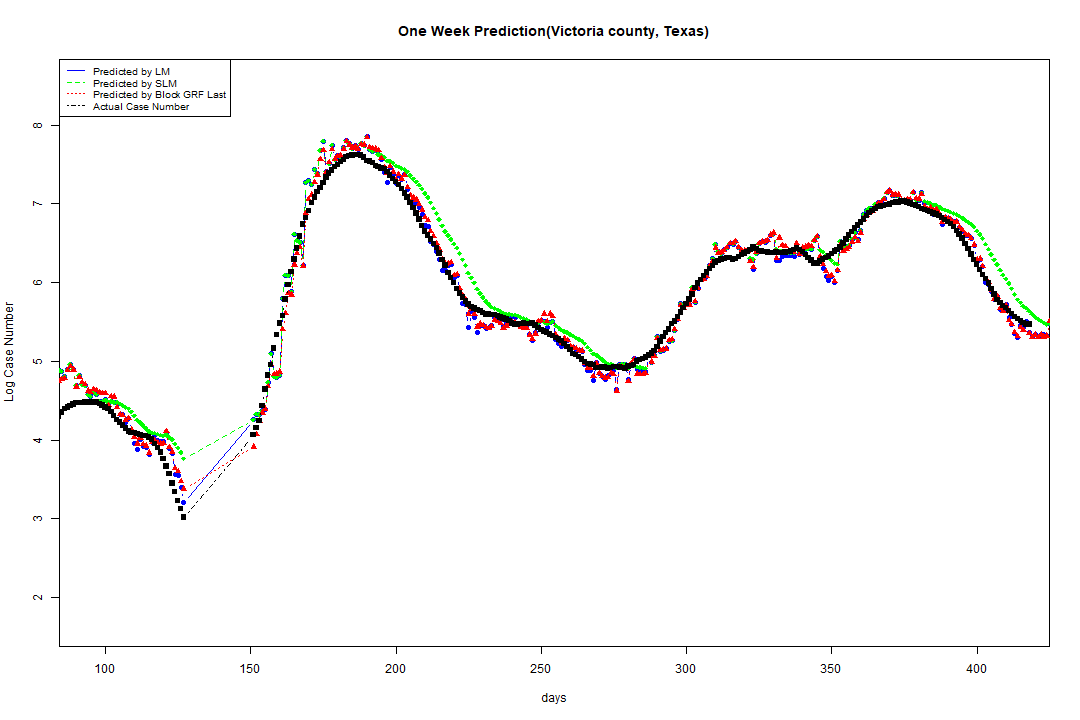 One Week Prediction(Victoria county, Texas)
Predicted by LM
Predicted by SLM
Predicted by Block GRF Last
Actual Case Number
Log Case Number
8
7
6
5
4
3
2
100 150 200 250 300 350 400
days